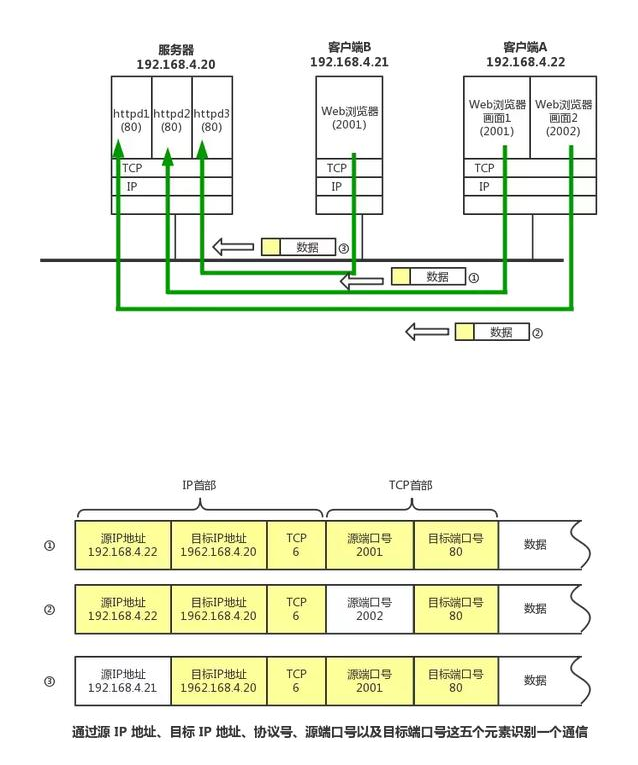 服务器
192.168.4.20
客户端B
192.168.4.21
客户端A
192.168.4.22
httpd1
(80)
httpd2
(80)
httpd3
(80)
Web浏览器
(2001)
Web浏览器
画面1
(2001)
Web浏览器
画面2
(2002)
TCP
IP
TCP
IP
TCP
IP
数据 ③
数据 ①
数据 ②
IP首部
TCP首部
①
源IP地址
192.168.4.22
目标IP地址
1962.168.4.20
TCP
6
源端口号
2001
目标端口号
80
数据
②
源IP地址
192.168.4.22
目标IP地址
1962.168.4.20
TCP
6
源端口号
2002
目标端口号
80
数据
③
源IP地址
192.168.4.21
目标IP地址
1962.168.4.20
TCP
6
源端口号
2001
目标端口号
80
数据
通过源 IP 地址、目标 IP 地址、协议号、源端口号以及目标端口号这五个元素识别一个通信